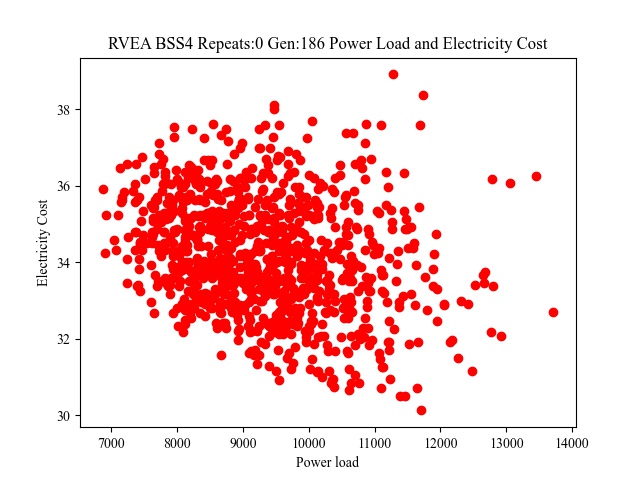 RVEA BSS4 Repeats:0 Gen:186 Power Load and Electricity Cost
38
36
34
32
30
Electricity Cost
7000 8000 9000 10000 11000 12000 13000 14000
Power load